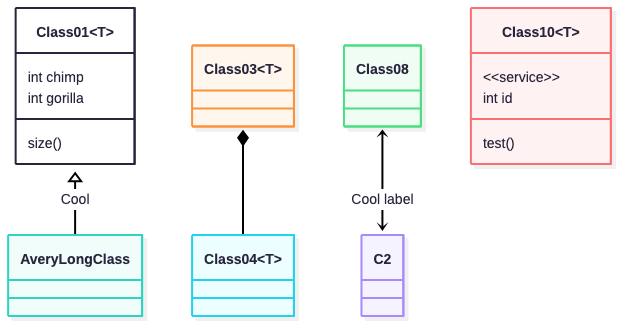 Class01<T>
int chimp
int gorilla
size()
Cool
AveryLongClass
Class03<T>
Class04<T>
Class08
Cool label
C2
Class10<T>
<<service>>
int id
test()